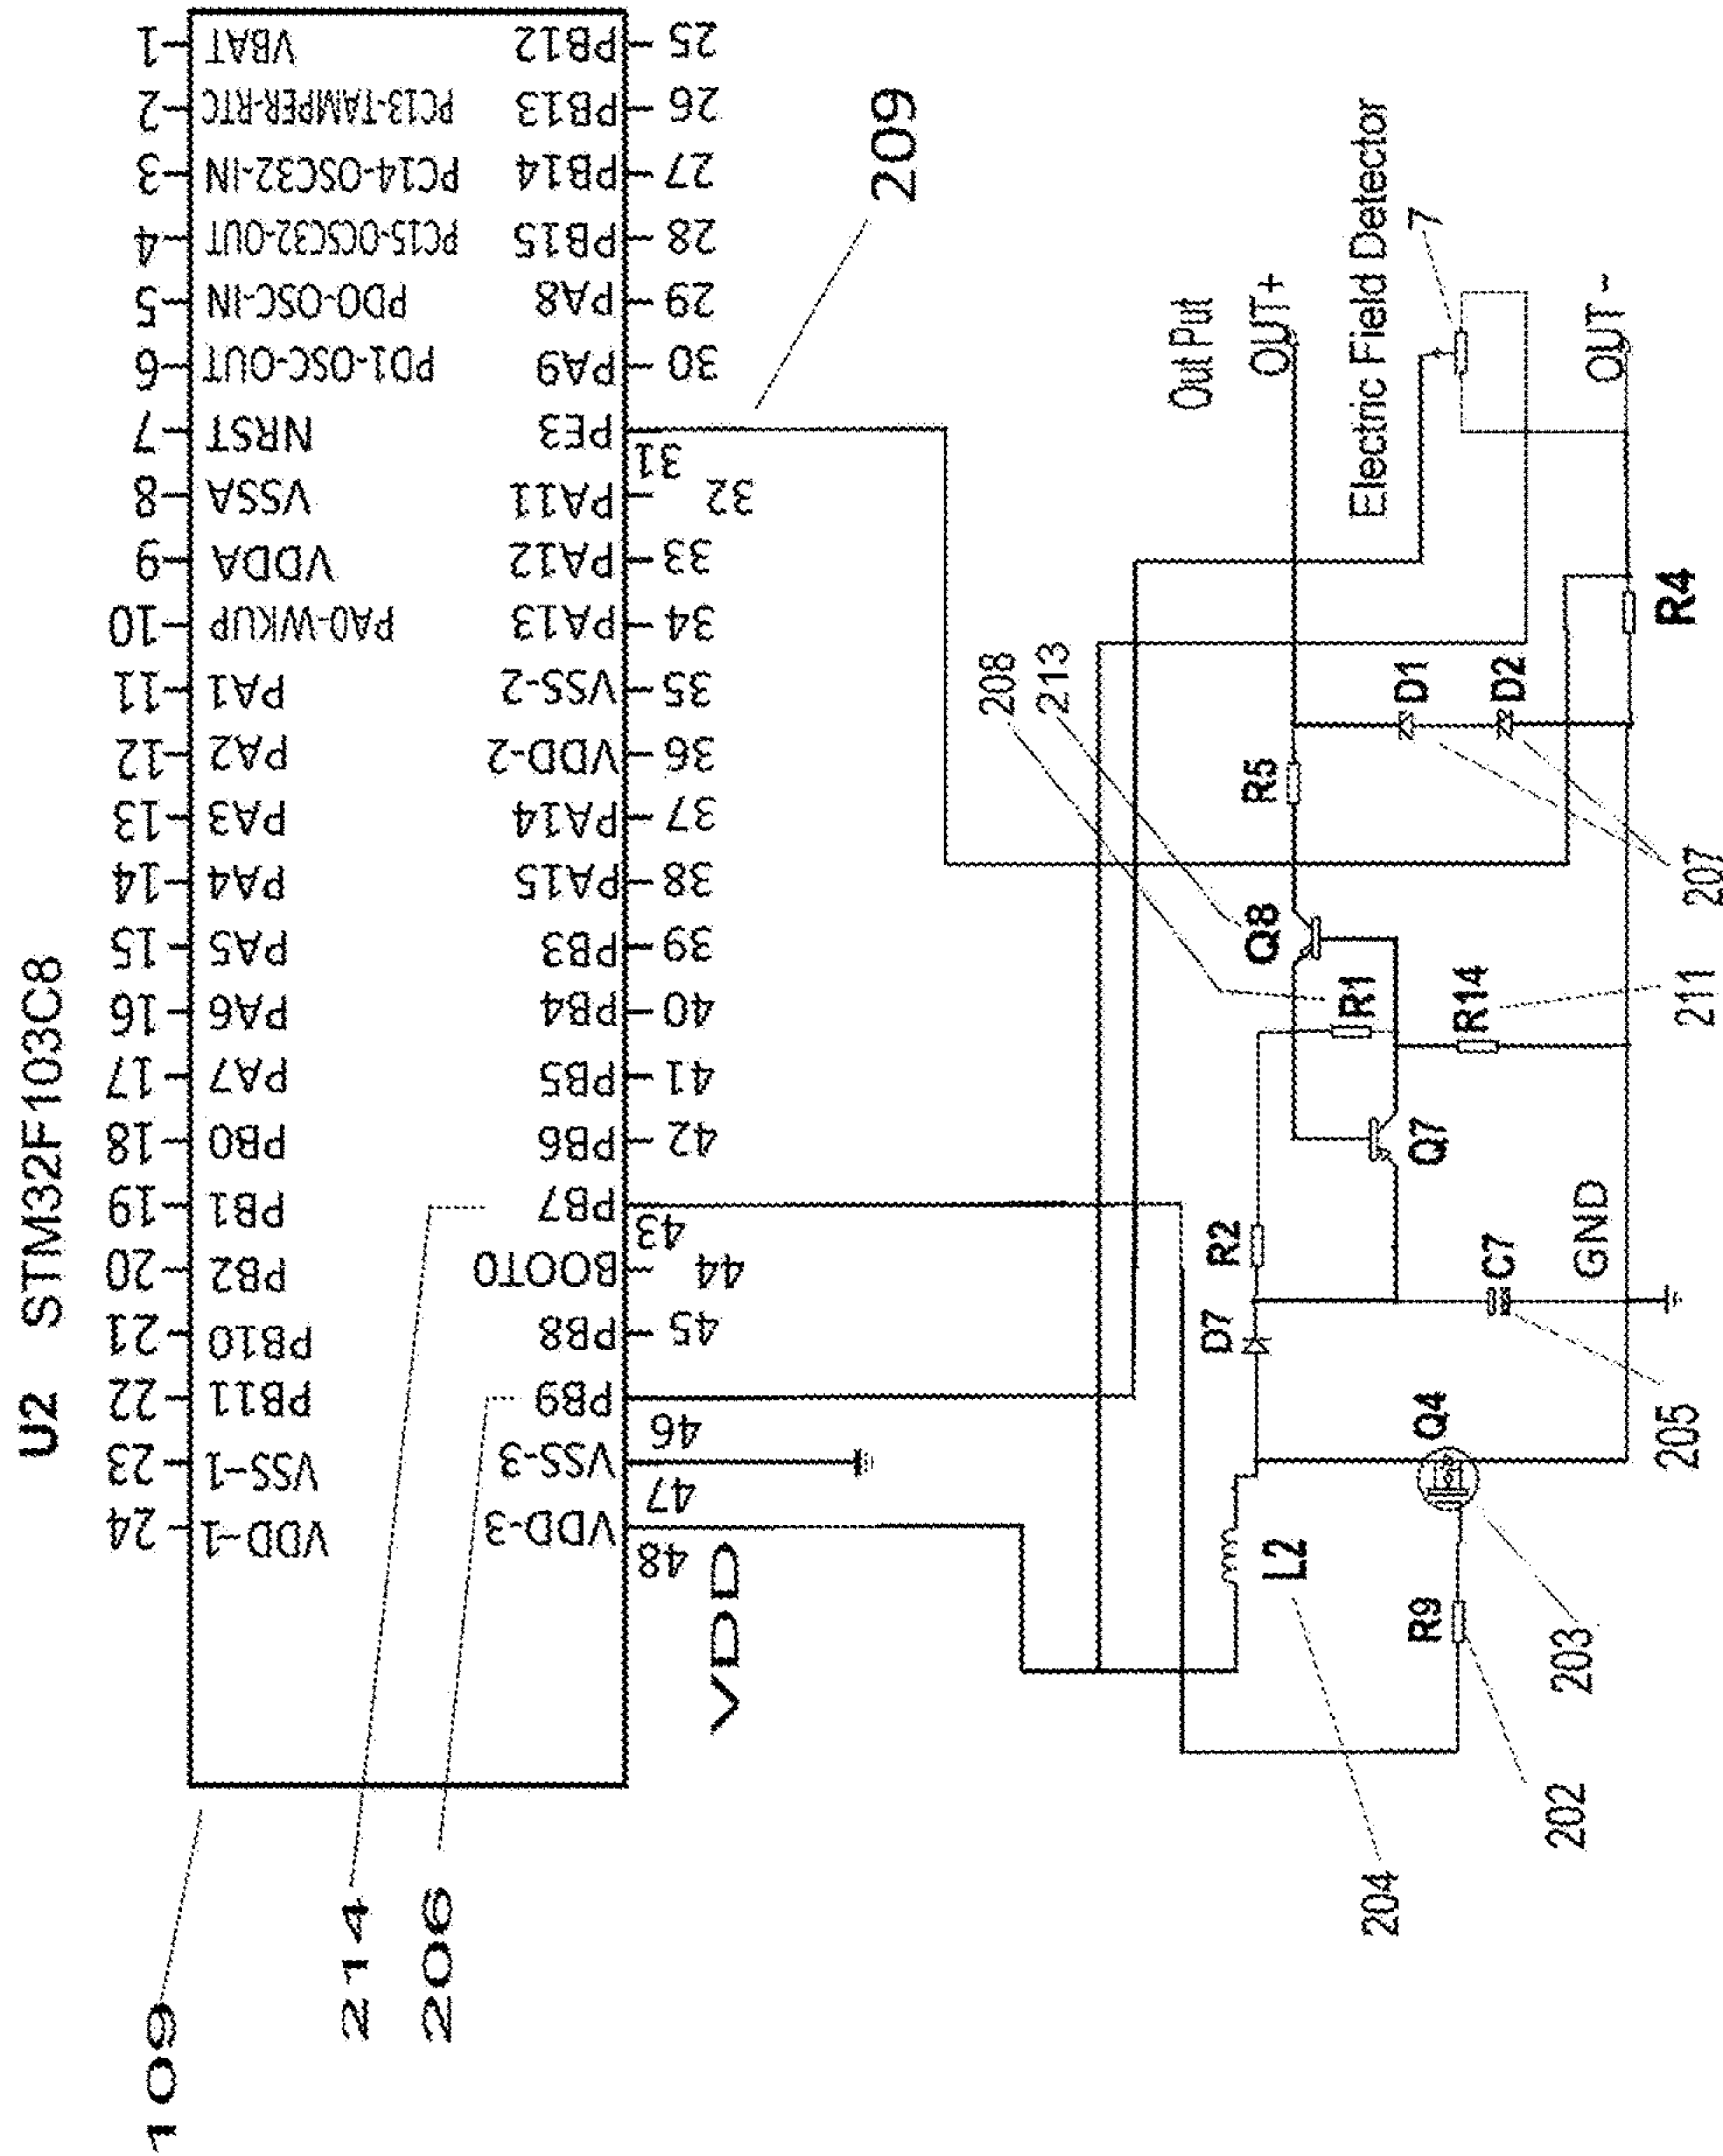 U2 STM32F103C8
1 VBAT
2 PC13-TAMPER-RTC
3 PC14-OSC32-IN
4 PC15-OCSC32-OUT
5 PDO-OSC-IN
6 PD1-OSC-OUT
7 NRST
8 VSSA
9 VDDA
10 PA0-WKUP
11 PA1
12 PA2
13 PA3
14 PA4
15 PA5
16 PA6
17 PA7
18 PB0
19 PB1
20 PB2
21 PB10
22 PB11
23 VSS-1
24 VDD-1
PB12 25
PB13 26
PB14 27
PB15 28
PA8 29
PA9 30
PE3 31
PA11 32
PA12 33
PA13 34
VSS-2 35
VDD-2 36
PA14 37
PA15 38
PB3 39
PB4 40
PB5 41
PB6 42
PB7 43
BOOT0 44
PB8 45
PB9 46
VSS-3 47
VDD-3 48
VDD
109
214
206
209
Out Put
OUT+
Electric Field Detector
7
OUT -
208
213
R5
D1
D2
R4
207
Q8
R1
R14
211
Q7
R2
D7
C7
GND
205
Q4
L2
R9
203
202
204